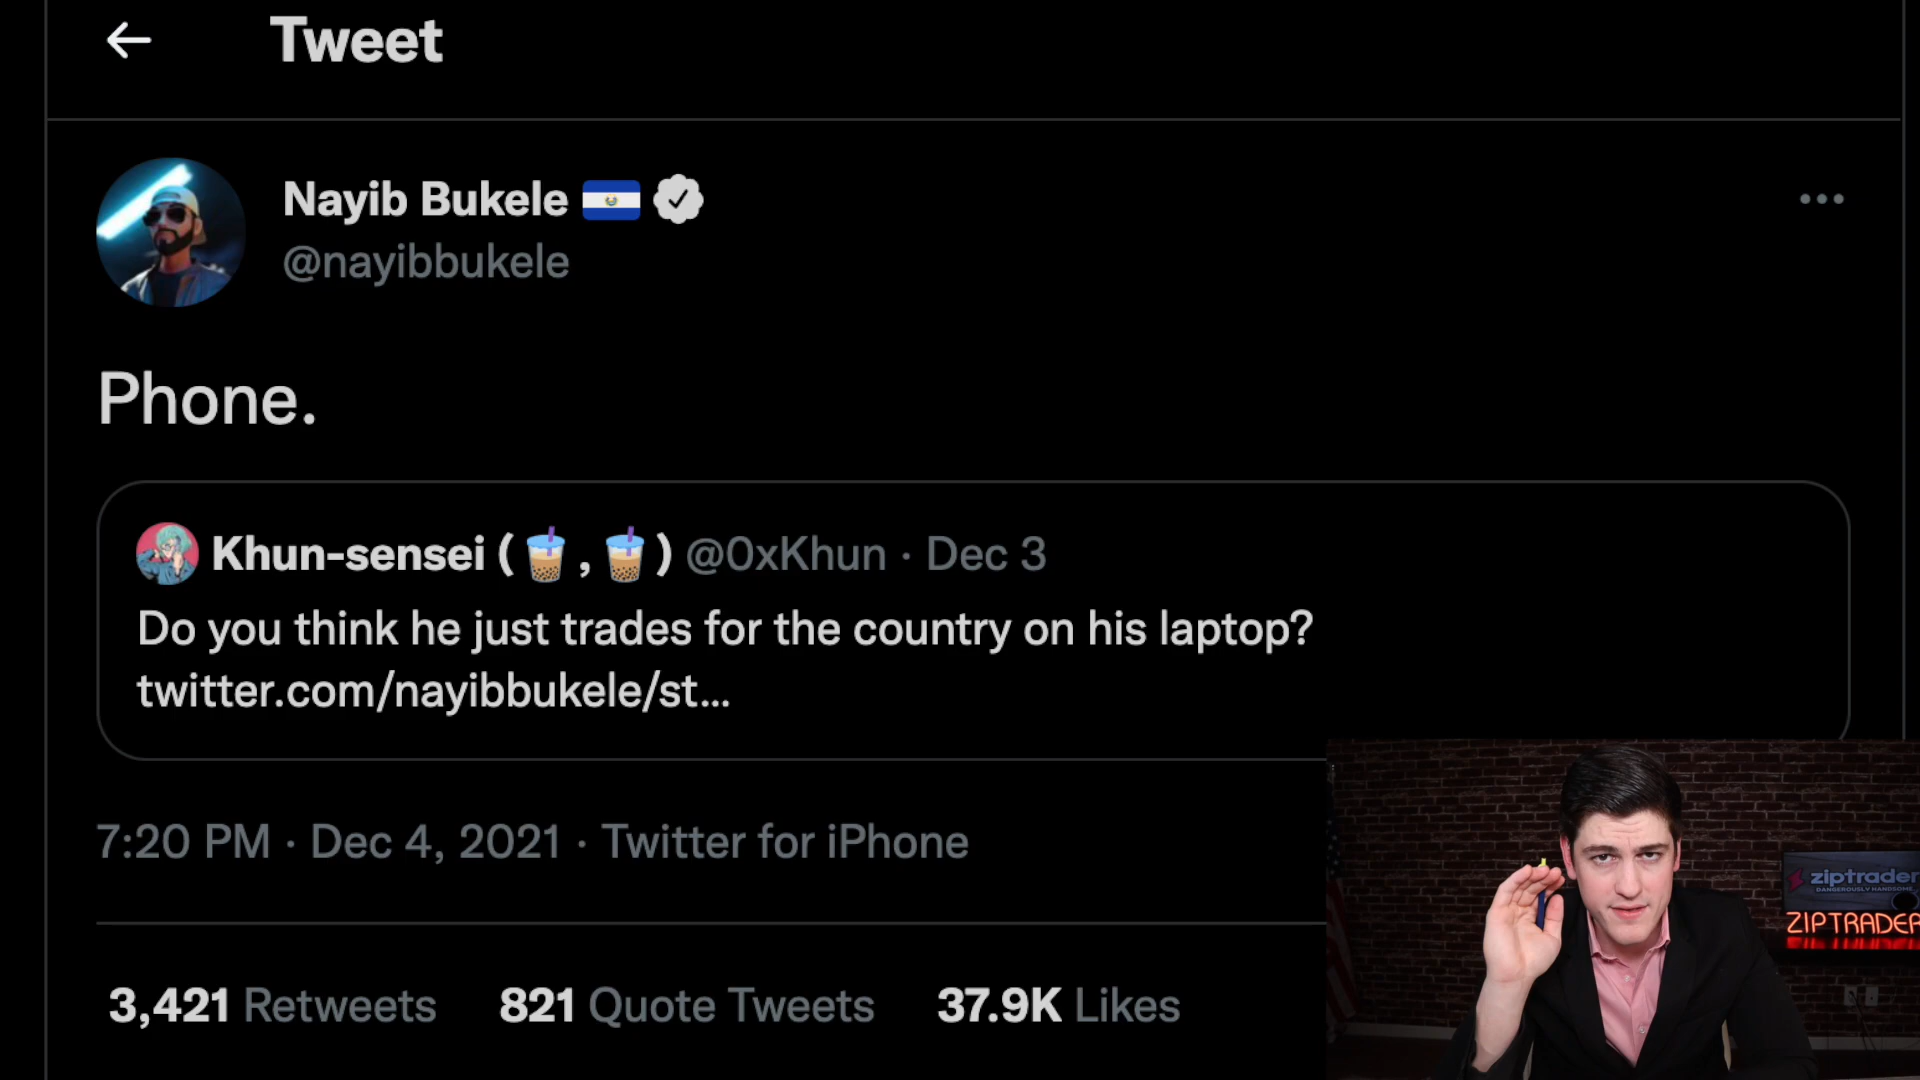 Tweet
Nayib Bukele
@nayibbukele
Phone.
Khun-sensei ( 🧋 , 🧋 ) @0xKhun · Dec 3
Do you think he just trades for the country on his laptop?
twitter.com/nayibbukele/st...
7:20 PM · Dec 4, 2021 · Twitter for iPhone
3,421 Retweets 821 Quote Tweets 37.9K Likes
ziptrader
DANGEROUSLY HANDSOME
ZIPTRADER